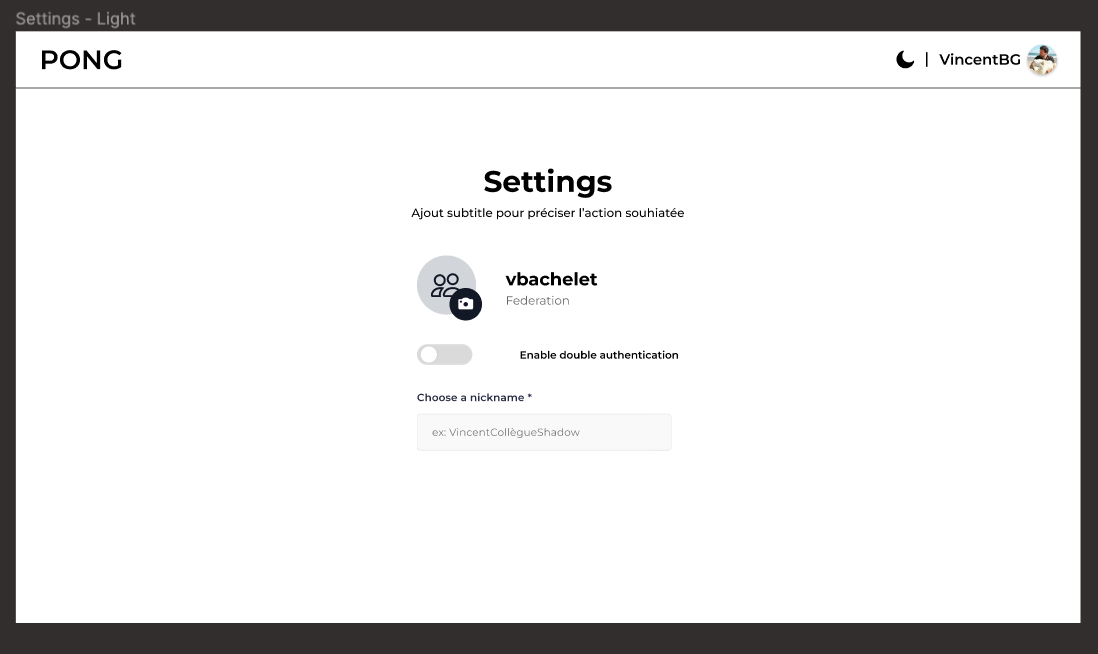 Settings - Light
PONG
| VincentBG
Settings
Ajout subtitle pour préciser l'action souhiatée
vbachelet
Federation
Enable double authentication
Choose a nickname *
ex: VincentCollègueShadow